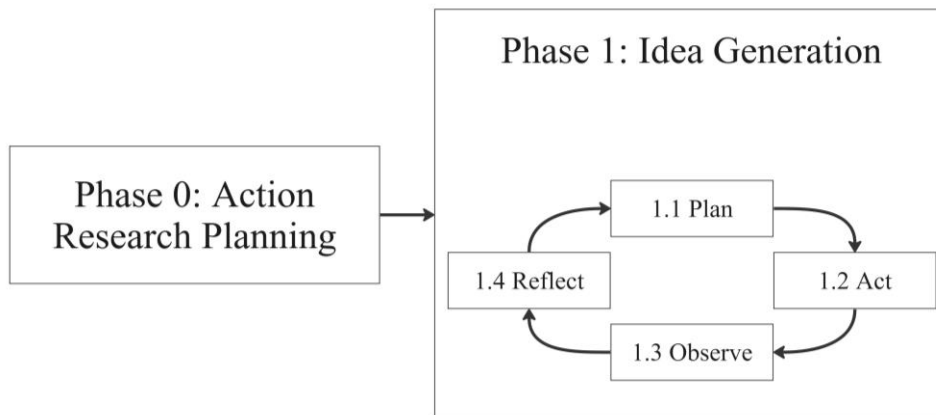 Phase 0: Action
Research Planning
Phase 1: Idea Generation
1.1 Plan
1.2 Act
1.3 Observe
1.4 Reflect